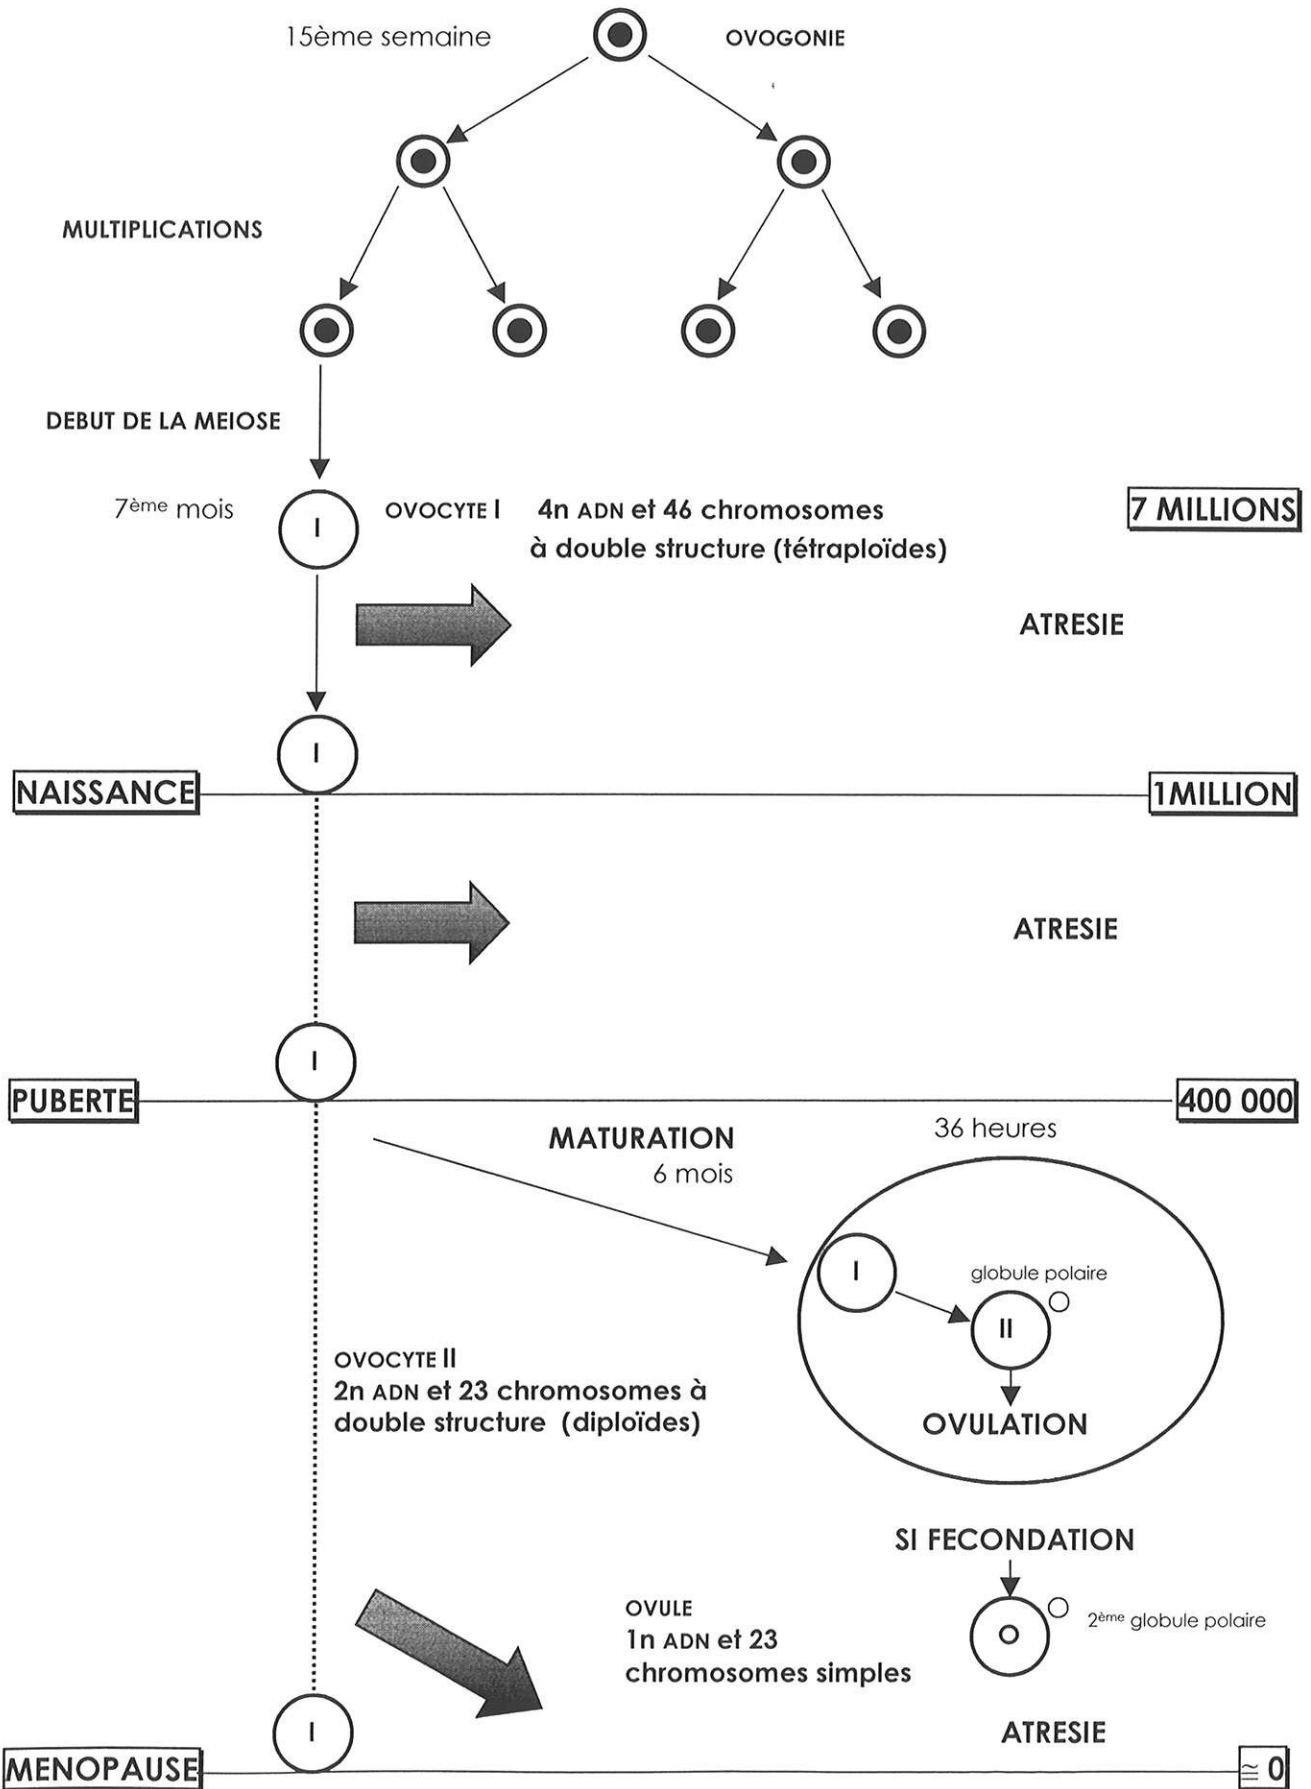 15ème semaine
OVOGONIE
MULTIPLICATIONS
DEBUT DE LA MEIOSE
7ème mois
I
OVOCYTE I 4n ADN et 46 chromosomes
à double structure (tétraploïdes)
7 MILLIONS
ATRESIE
I
NAISSANCE
1MILLION
ATRESIE
I
PUBERTE
400 000
MATURATION
6 mois
36 heures
I
globule polaire
II
OVULATION
OVOCYTE II
2n ADN et 23 chromosomes à
double structure (diploïdes)
SI FECONDATION
OVULE
1n ADN et 23
chromosomes simples
2ème globule polaire
I
ATRESIE
MENOPAUSE
≅ 0